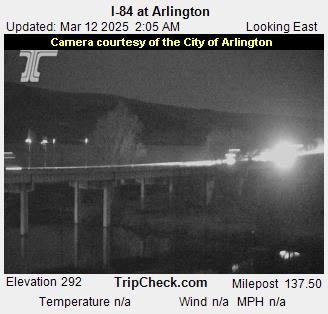 I-84 at Arlington
Updated: Mar 12 2025 2:05 AM Looking East
Camera courtesy of the City of Arlington
Elevation 292 TripCheck.com Milepost 137.50
Temperature n/a Wind n/a MPH n/a